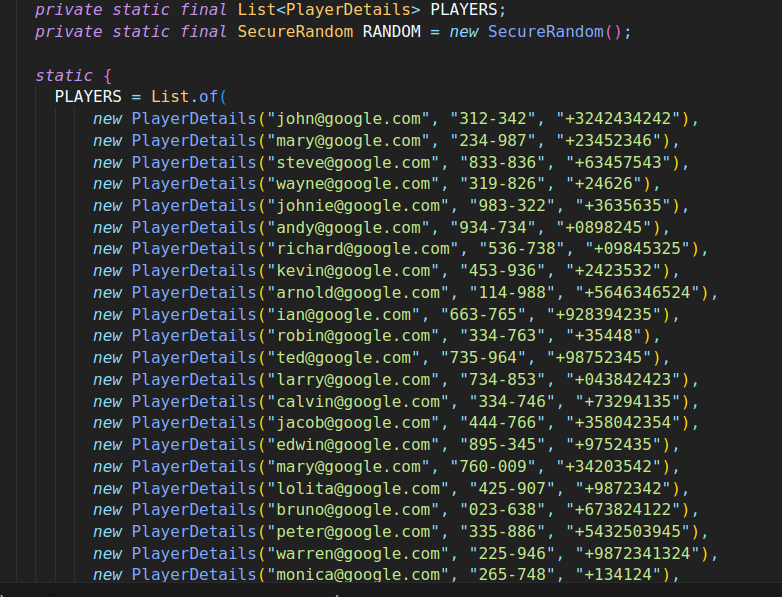 private static final List<PlayerDetails> PLAYERS;
private static final SecureRandom RANDOM = new SecureRandom();
static {
PLAYERS = List.of(
new PlayerDetails("john@google.com", "312-342", "+3242434242"),
new PlayerDetails("mary@google.com", "234-987", "+23452346"),
new PlayerDetails("steve@google.com", "833-836", "+63457543"),
new PlayerDetails("wayne@google.com", "319-826", "+24626"),
new PlayerDetails("johnie@google.com", "983-322", "+3635635"),
new PlayerDetails("andy@google.com", "934-734", "+0898245"),
new PlayerDetails("richard@google.com", "536-738", "+09845325"),
new PlayerDetails("kevin@google.com", "453-936", "+2423532"),
new PlayerDetails("arnold@google.com", "114-988", "+5646346524"),
new PlayerDetails("ian@google.com", "663-765", "+928394235"),
new PlayerDetails("robin@google.com", "334-763", "+35448"),
new PlayerDetails("ted@google.com", "735-964", "+98752345"),
new PlayerDetails("larry@google.com", "734-853", "+043842423"),
new PlayerDetails("calvin@google.com", "334-746", "+73294135"),
new PlayerDetails("jacob@google.com", "444-766", "+358042354"),
new PlayerDetails("edwin@google.com", "895-345", "+9752435"),
new PlayerDetails("mary@google.com", "760-009", "+34203542"),
new PlayerDetails("lolita@google.com", "425-907", "+9872342"),
new PlayerDetails("bruno@google.com", "023-638", "+673824122"),
new PlayerDetails("peter@google.com", "335-886", "+5432503945"),
new PlayerDetails("warren@google.com", "225-946", "+9872341324"),
new PlayerDetails("monica@google.com", "265-748", "+134124"),